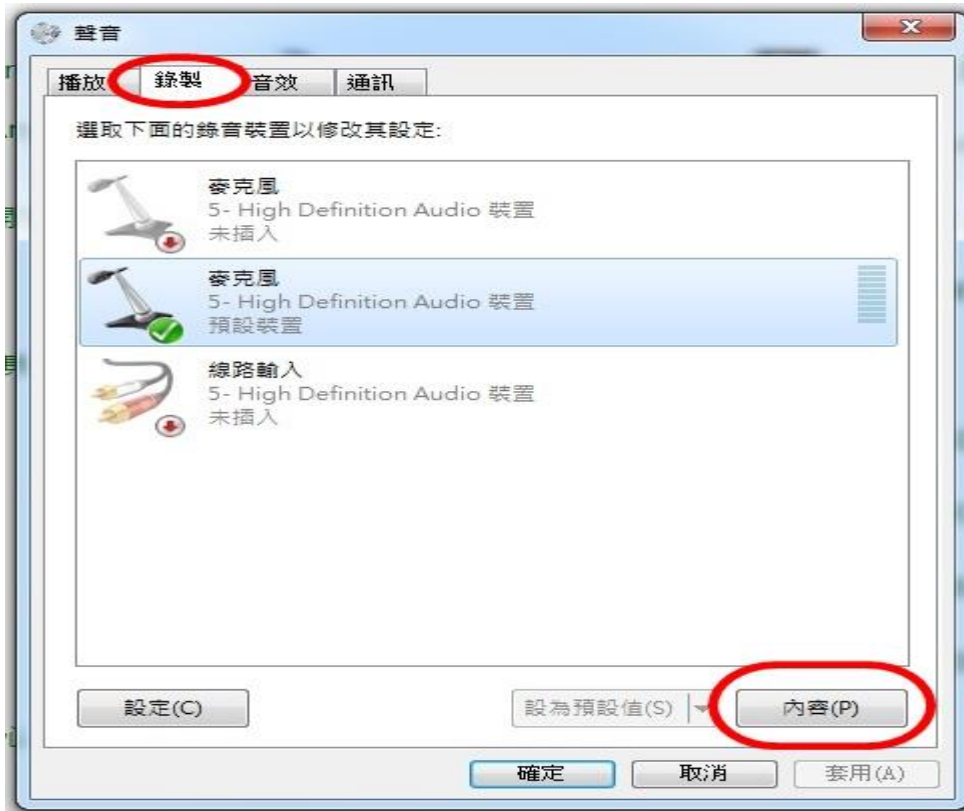 聲音
播放 錄製 音效 通訊
選取下面的錄音裝置以修改其設定:
麥克風
5- High Definition Audio 裝置
未插入
麥克風
5- High Definition Audio 裝置
預設裝置
線路輸入
5- High Definition Audio 裝置
未插入
設定(C) 設為預設值(S) 內容(P)
確定 取消 套用(A)